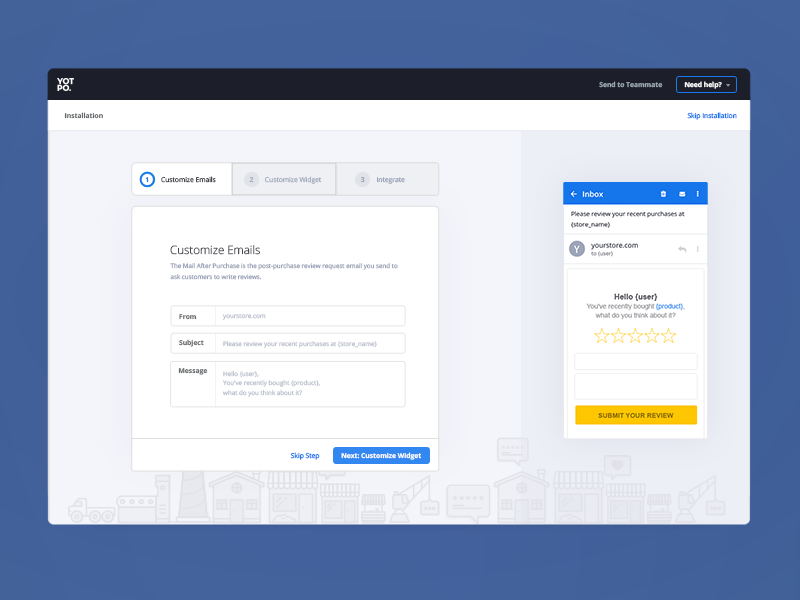 YOT
PO.
Send to Teammate
Need help?
Installation
Skip Installation
1 Customize Emails
2 Customize Widget
3 Integrate
Customize Emails
The Mail After Purchase is the post-purchase review request email you send to
ask customers to write reviews.
From
yourstore.com
Subject
Please review your recent purchases at {store_name}
Message
Hello {user},
You've recently bought {product},
what do you think about it?
Skip Step
Next: Customize Widget
Inbox
Please review your recent purchases at
{store_name}
Y
yourstore.com
to {user}
Hello {user}
You've recently bought {product},
what do you think about it?
SUBMIT YOUR REVIEW